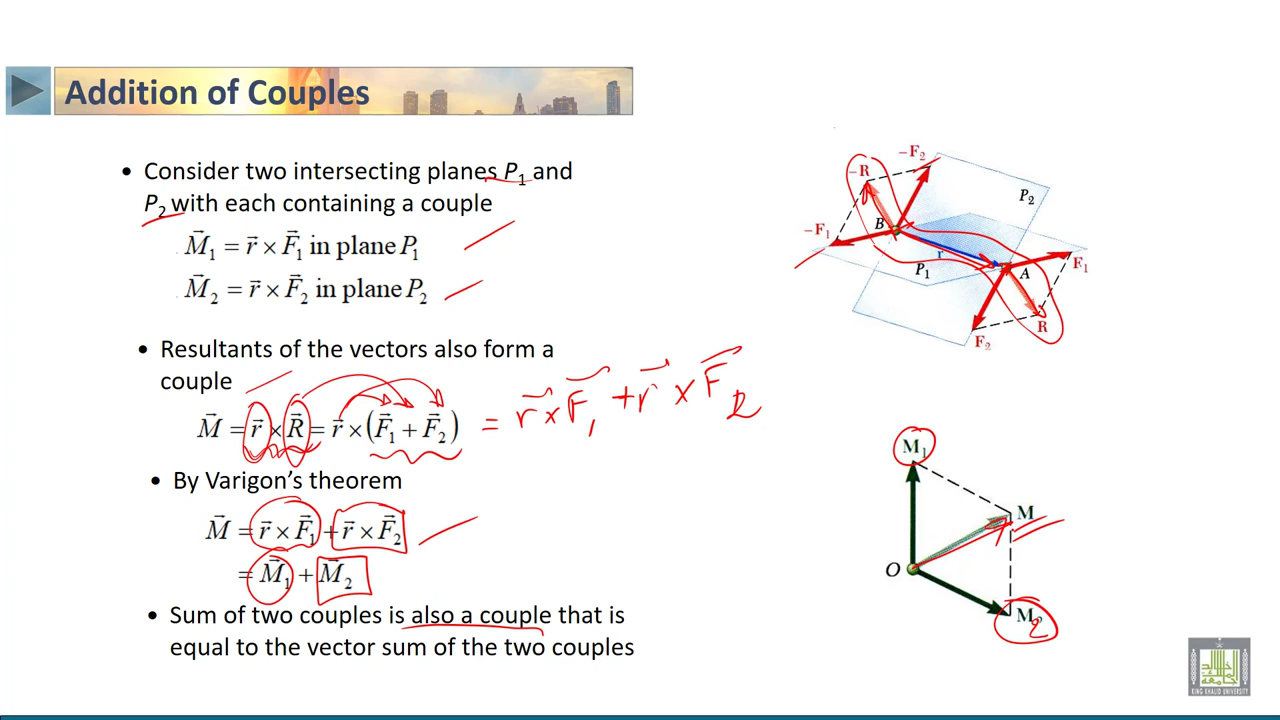 Addition of Couples
• Consider two intersecting planes P₁ and
P₂ with each containing a couple
M⃗₁ = r⃗ × F⃗₁ in plane P₁
M⃗₂ = r⃗ × F⃗₂ in plane P₂
• Resultants of the vectors also form a
couple
M⃗ = r⃗ × R⃗ = r⃗ × (F⃗₁ + F⃗₂) = r⃗ × F⃗₁ + r⃗ × F⃗₂
• By Varigon’s theorem
M⃗ = r⃗ × F⃗₁ + r⃗ × F⃗₂
= M⃗₁ + M⃗₂
• Sum of two couples is also a couple that is
equal to the vector sum of the two couples
−F₂
−R
P₂
B
−F₁
r
P₁
A
F₁
R
F₂
M₁
M
O
M₂
KING KHALID UNIVERSITY